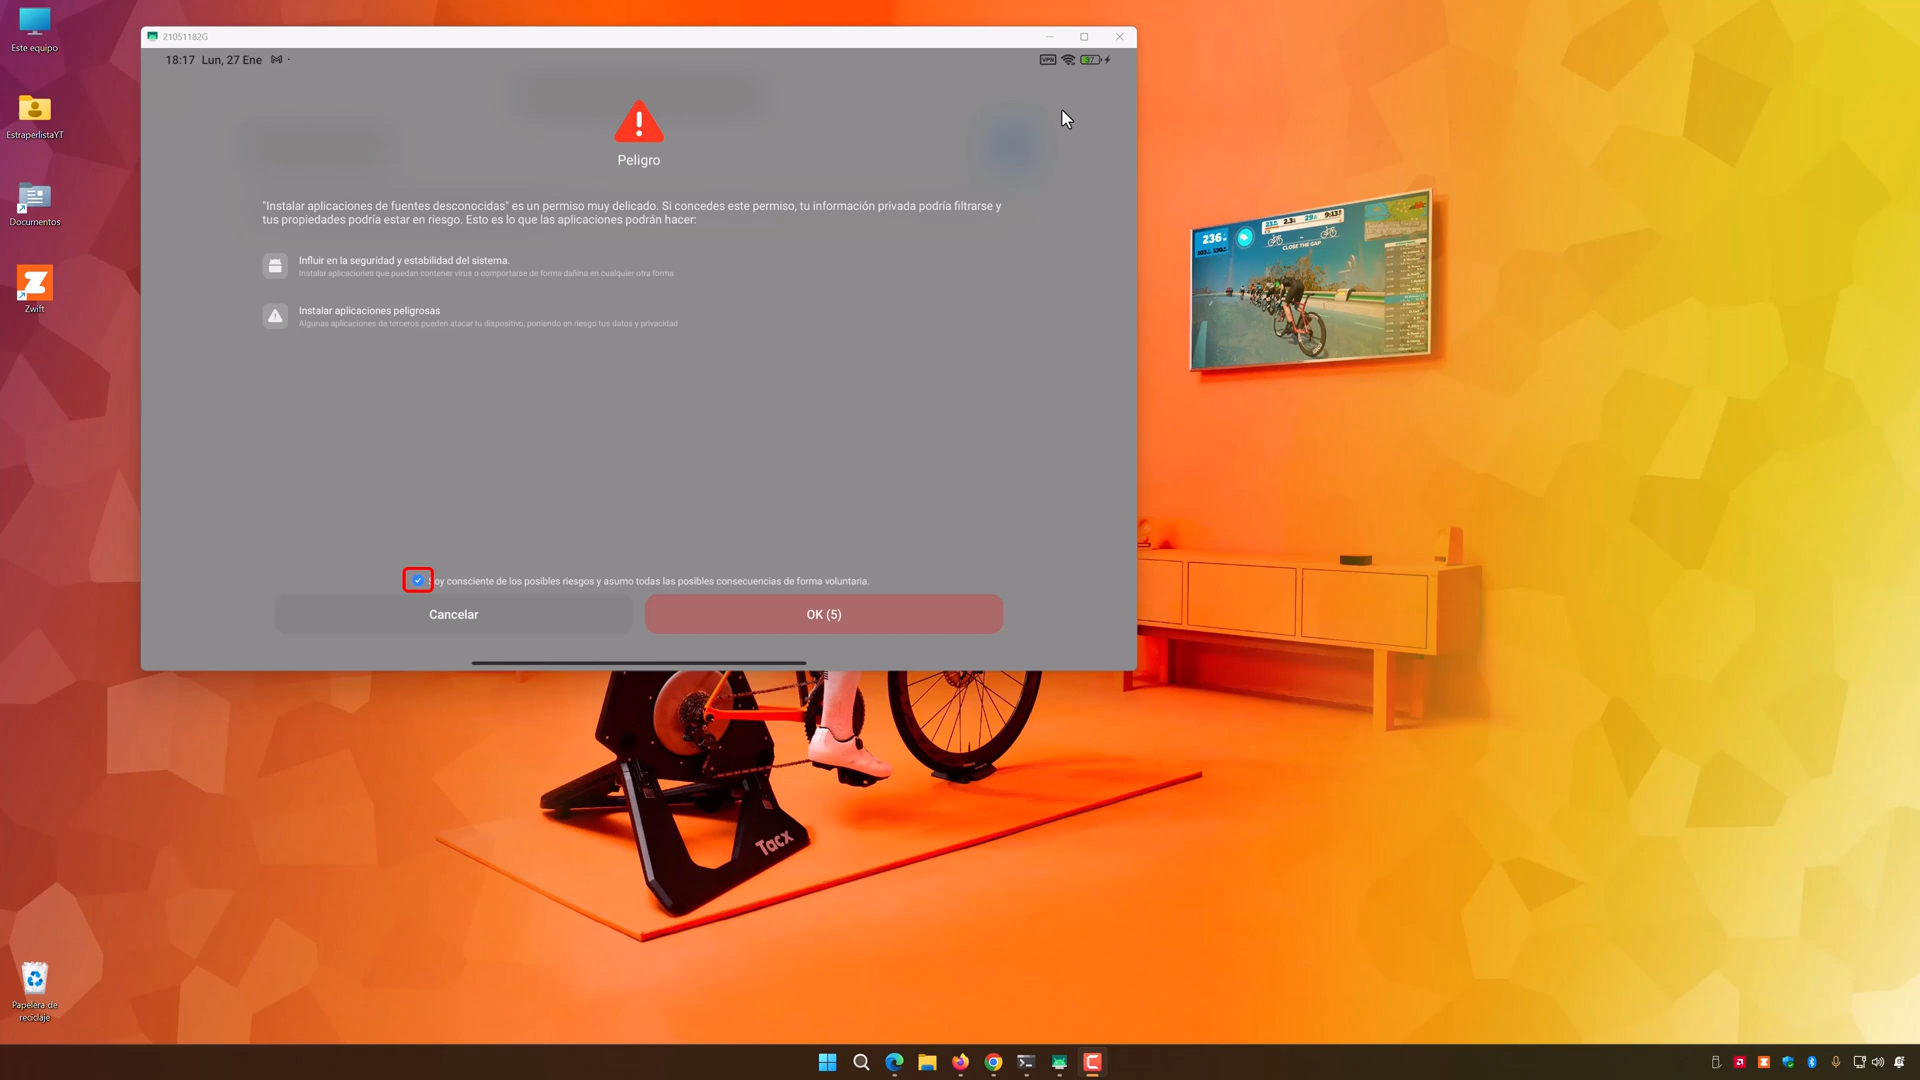 Este equipo
EstraperlistaYT
Documentos
Zwift
Papelera de
reciclaje
21051182G
18:17 Lun, 27 Ene
VPN
37
Peligro
"Instalar aplicaciones de fuentes desconocidas" es un permiso muy delicado. Si concedes este permiso, tu información privada podría filtrarse y
tus propiedades podría estar en riesgo. Esto es lo que las aplicaciones podrán hacer:
Influir en la seguridad y estabilidad del sistema.
Instalar aplicaciones que puedan contener virus o comportarse de forma dañina en cualquier otra forma
Instalar aplicaciones peligrosas
Algunas aplicaciones de terceros pueden atacar tu dispositivo, poniendo en riesgo tus datos y privacidad
oy consciente de los posibles riesgos y asumo todas las posibles consecuencias de forma voluntaria.
Cancelar
OK (5)
236
9:13
CLOSE THE GAP
Tacx